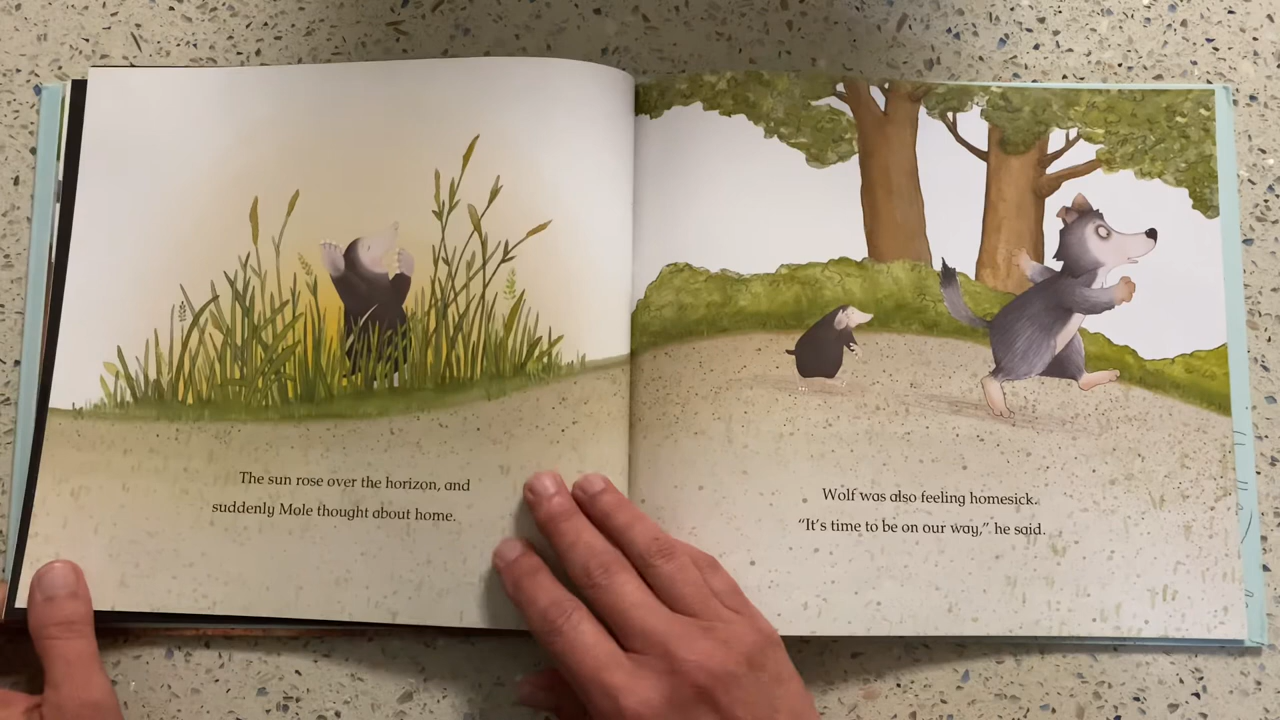 The sun rose over the horizon, and
suddenly Mole thought about home.
Wolf was also feeling homesick.
“It’s time to be on our way,” he said.